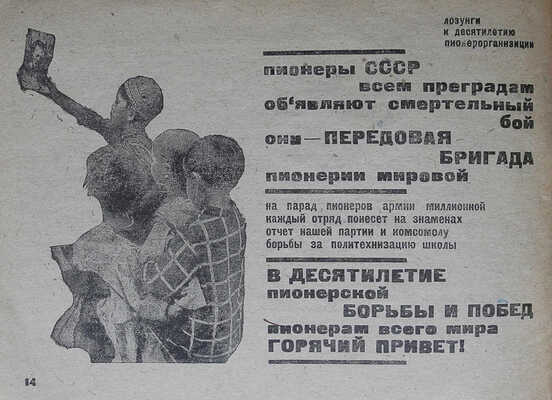 лозунги
к десятилетию
пионерорганизации
пионеры СССР
всем преградам
об'являют смертельный
бой
они — ПЕРЕДОВАЯ
БРИГАДА
пионерии мировой
на парад пионеров армии миллионной
каждый отряд понесет на знаменах
отчет нашей партии и комсомолу
борьбы за политехнизацию школы
В ДЕСЯТИЛЕТИЕ
пионерской
БОРЬБЫ И ПОБЕД
пионерам всего мира
ГОРЯЧИЙ ПРИВЕТ!
14